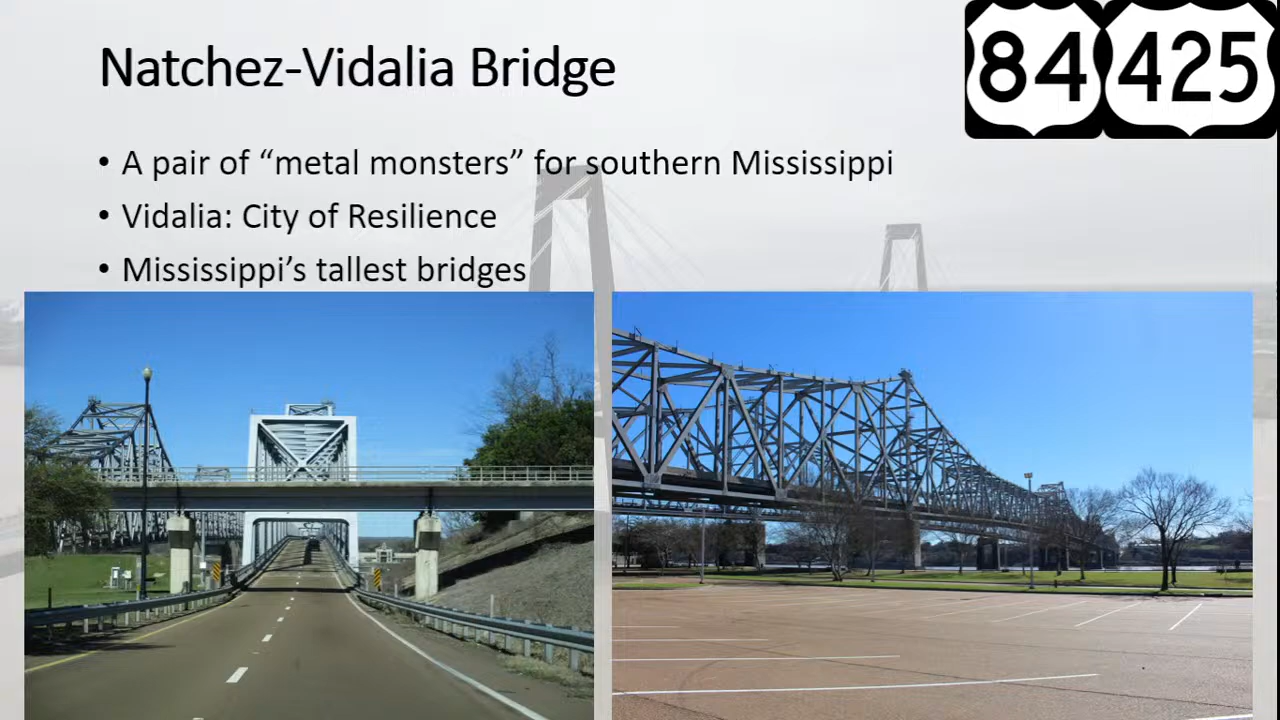 Natchez-Vidalia Bridge
84 425
• A pair of “metal monsters” for southern Mississippi
• Vidalia: City of Resilience
• Mississippi’s tallest bridges